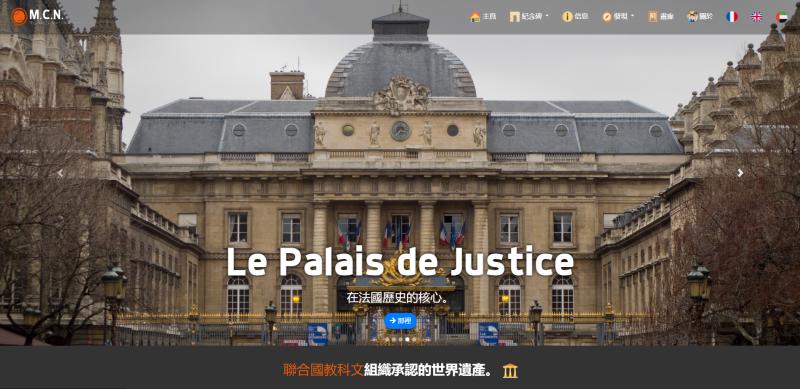 M.C.N.
主頁
紀念碑
信息
發現
畫廊
關於
Le Palais de Justice
在法國歷史的核心。
那裡
聯合國教科文組織承認的世界遺產。